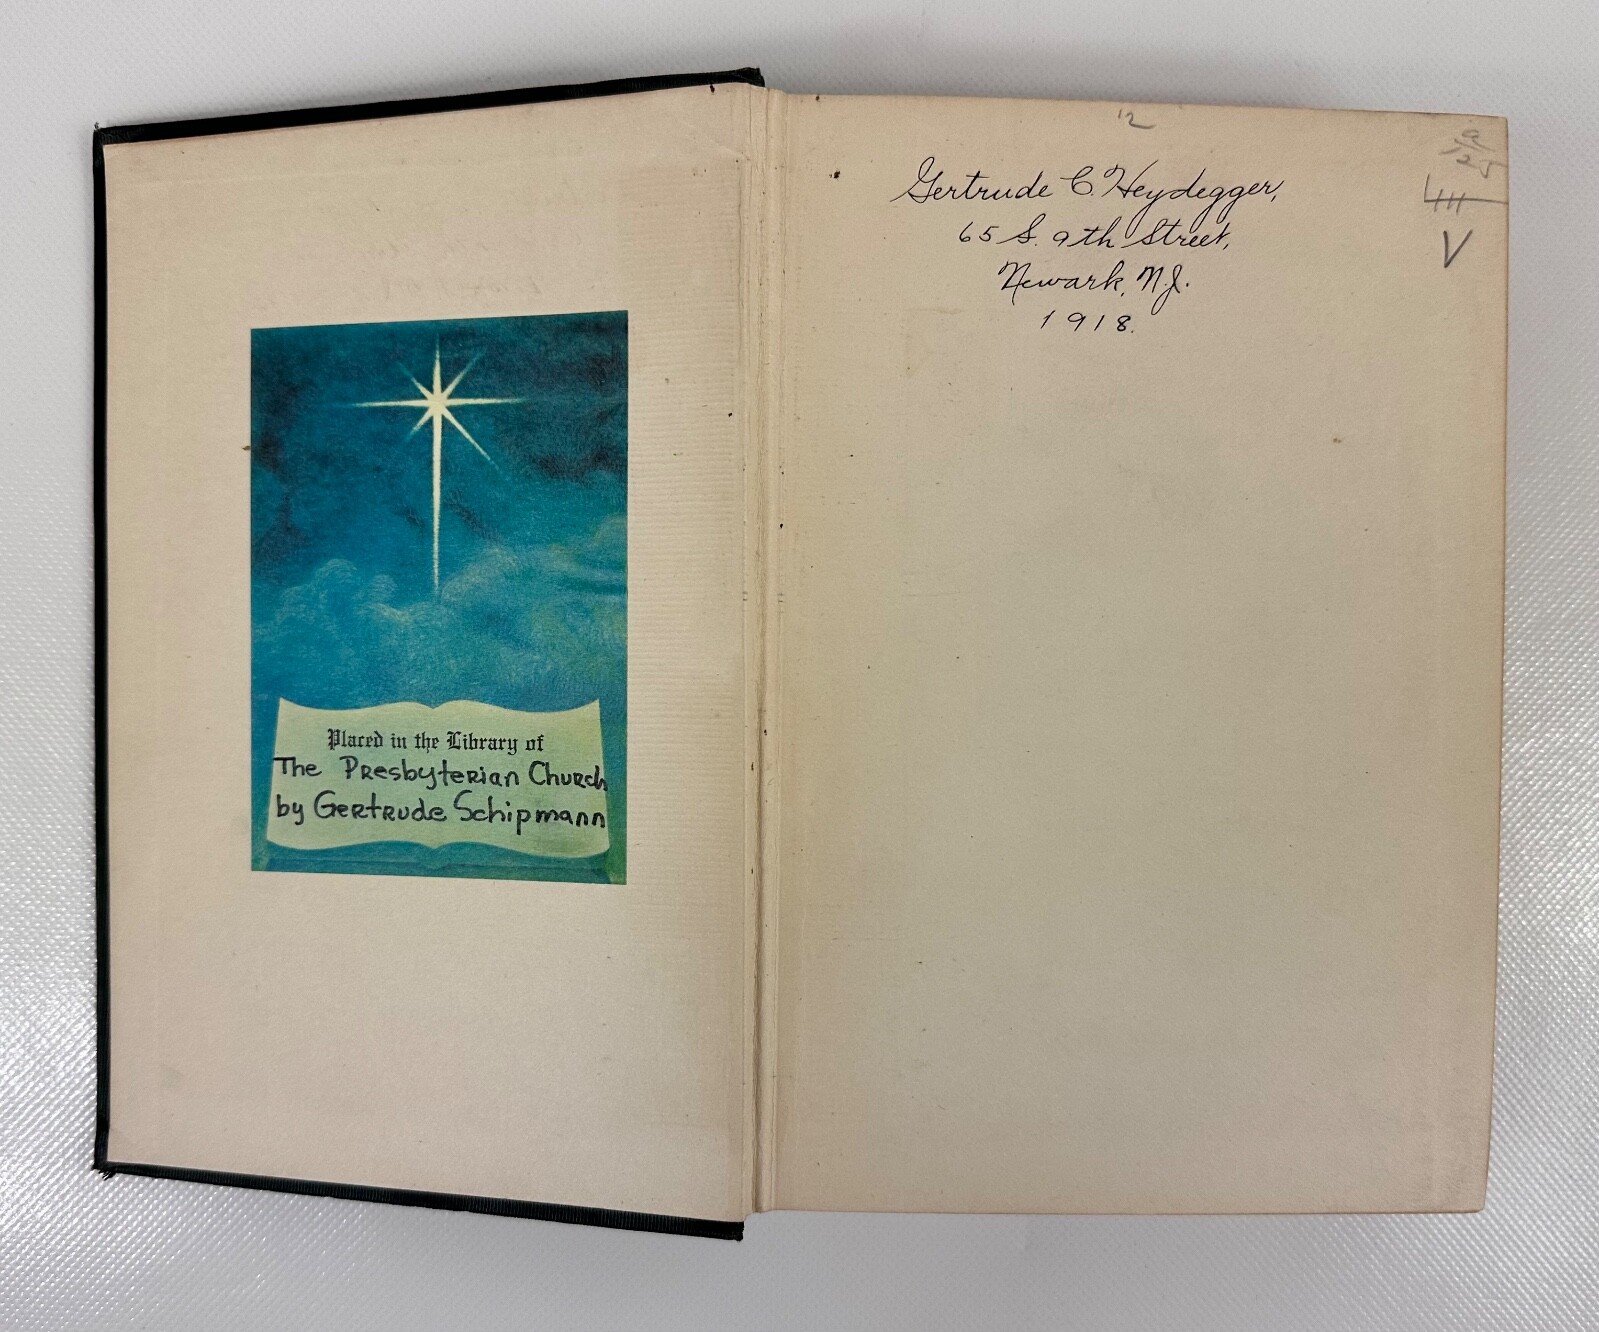 Placed in the Library of
The Presbyterian Church
by Gertrude Schipmann
12
Gertrude C. Heydegger,
65 S. 9th Street,
Newark, N.J.
1918.